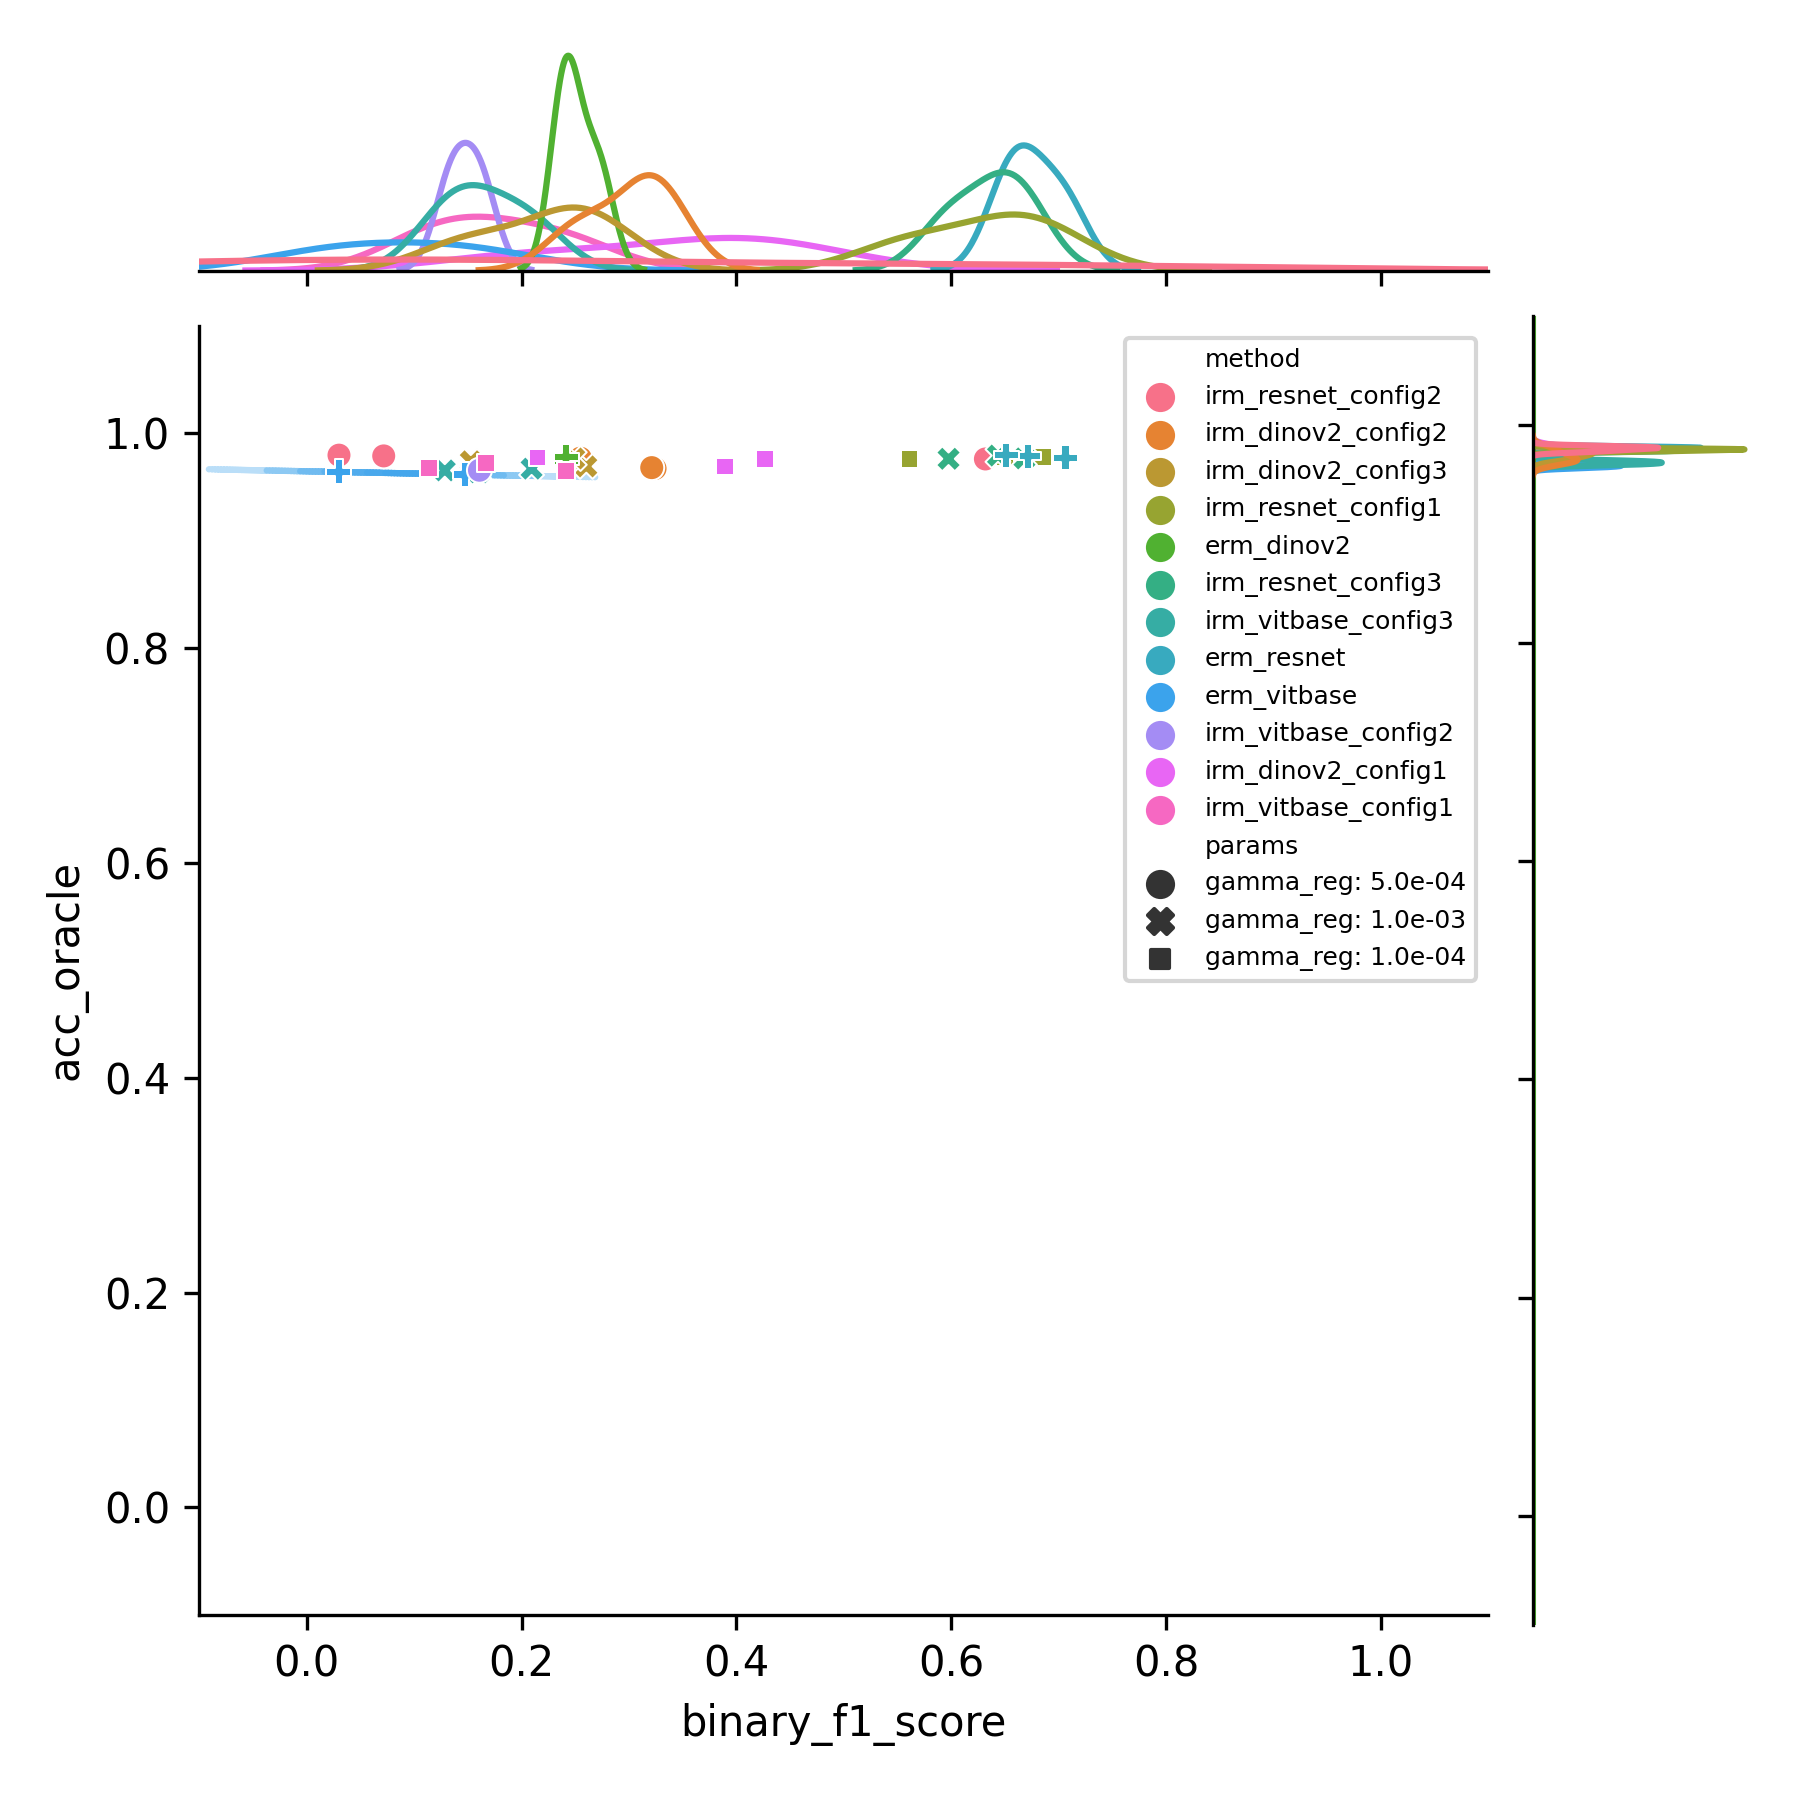 method
irm_resnet_config2
irm_dinov2_config2
irm_dinov2_config3
irm_resnet_config1
erm_dinov2
irm_resnet_config3
irm_vitbase_config3
erm_resnet
erm_vitbase
irm_vitbase_config2
irm_dinov2_config1
irm_vitbase_config1
params
gamma_reg: 5.0e-04
gamma_reg: 1.0e-03
gamma_reg: 1.0e-04
1.0
0.8
0.6
0.4
0.2
0.0
acc_oracle
0.0 0.2 0.4 0.6 0.8 1.0
binary_f1_score